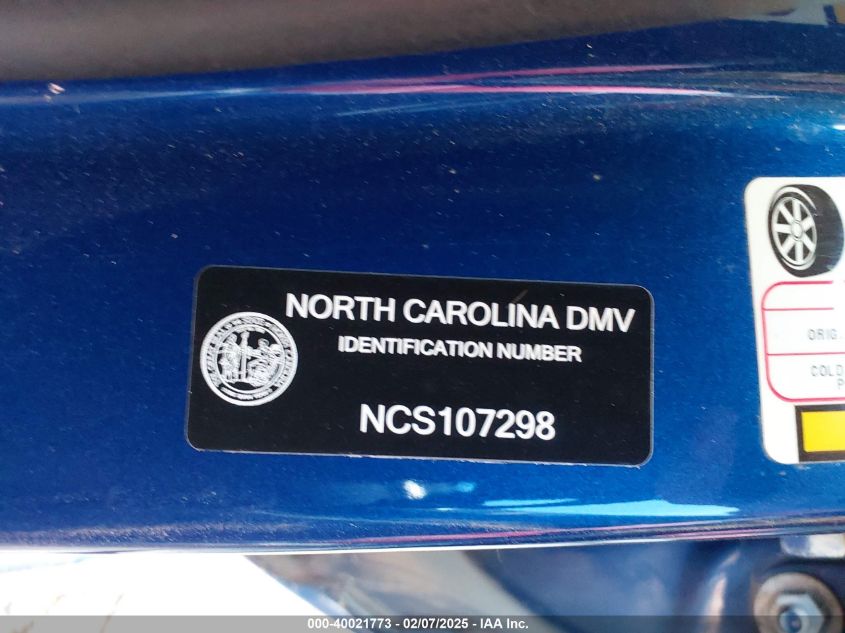 NORTH CAROLINA DMV
IDENTIFICATION NUMBER
NCS107298
ORIG.
COLD
P
000-40021773 - 02/07/2025 - IAA Inc.